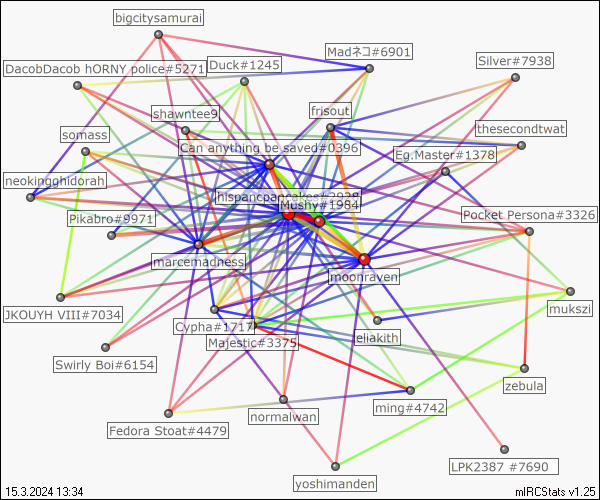 bigcitysamurai
Madネコ#6901
DacobDacob hORNY police#5271
Duck#1245
Silver#7938
shawntee9
frisout
thesecondtwat
somass
Can anything be saved#0396
Eg.Master#1378
neokingghidorah
Mushy#1984
Pikabro#9971
Pocket Persona#3326
marcemadness
moonraven
JKOUYH VIII#7034
mukszi
Cypha#1717
Majestic#3375
leliakith
Swirly Boi#6154
zebula
normalwan
ming#4742
Fedora Stoat#4479
LPK2387 #7690
yoshimanden
15.3.2024 13:34
mIRCStats v1.25